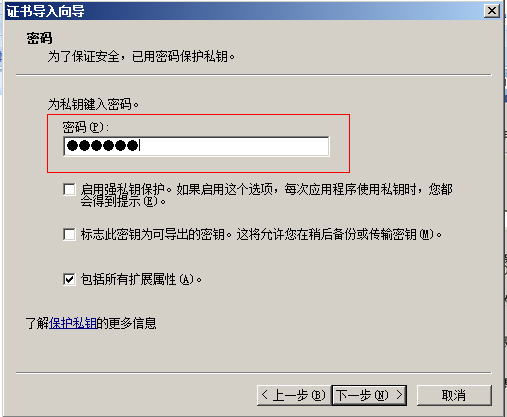 证书导入向导
密码
为了保证安全，已用密码保护私钥。
为私钥键入密码。
密码(P):
●●●●●●
启用强私钥保护。如果启用这个选项，每次应用程序使用私钥时，您都
会得到提示(E)。
标志此密钥为可导出的密钥。这将允许您在稍后备份或传输密钥(M)。
包括所有扩展属性(A)。
了解保护私钥的更多信息
< 上一步(B) 下一步(N) > 取消